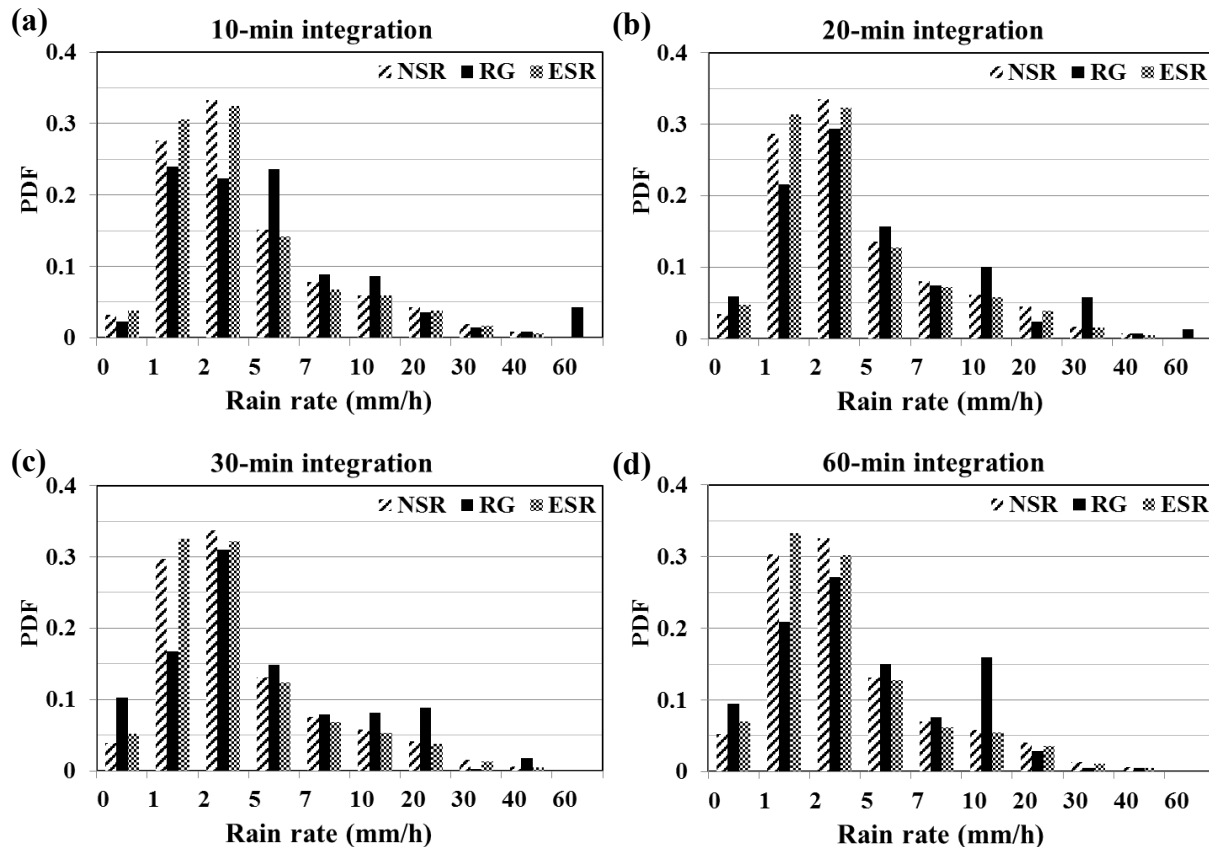 (a)
10-min integration
NSR RG ESR
0.4
0.3
0.2
0.1
0
PDF
0 1 2 5 7 10 20 30 40 60
Rain rate (mm/h)
(b)
20-min integration
NSR RG ESR
0.4
0.3
0.2
0.1
0
PDF
0 1 2 5 7 10 20 30 40 60
Rain rate (mm/h)
(c)
30-min integration
NSR RG ESR
0.4
0.3
0.2
0.1
0
PDF
0 1 2 5 7 10 20 30 40 60
Rain rate (mm/h)
(d)
60-min integration
NSR RG ESR
0.4
0.3
0.2
0.1
0
PDF
0 1 2 5 7 10 20 30 40 60
Rain rate (mm/h)